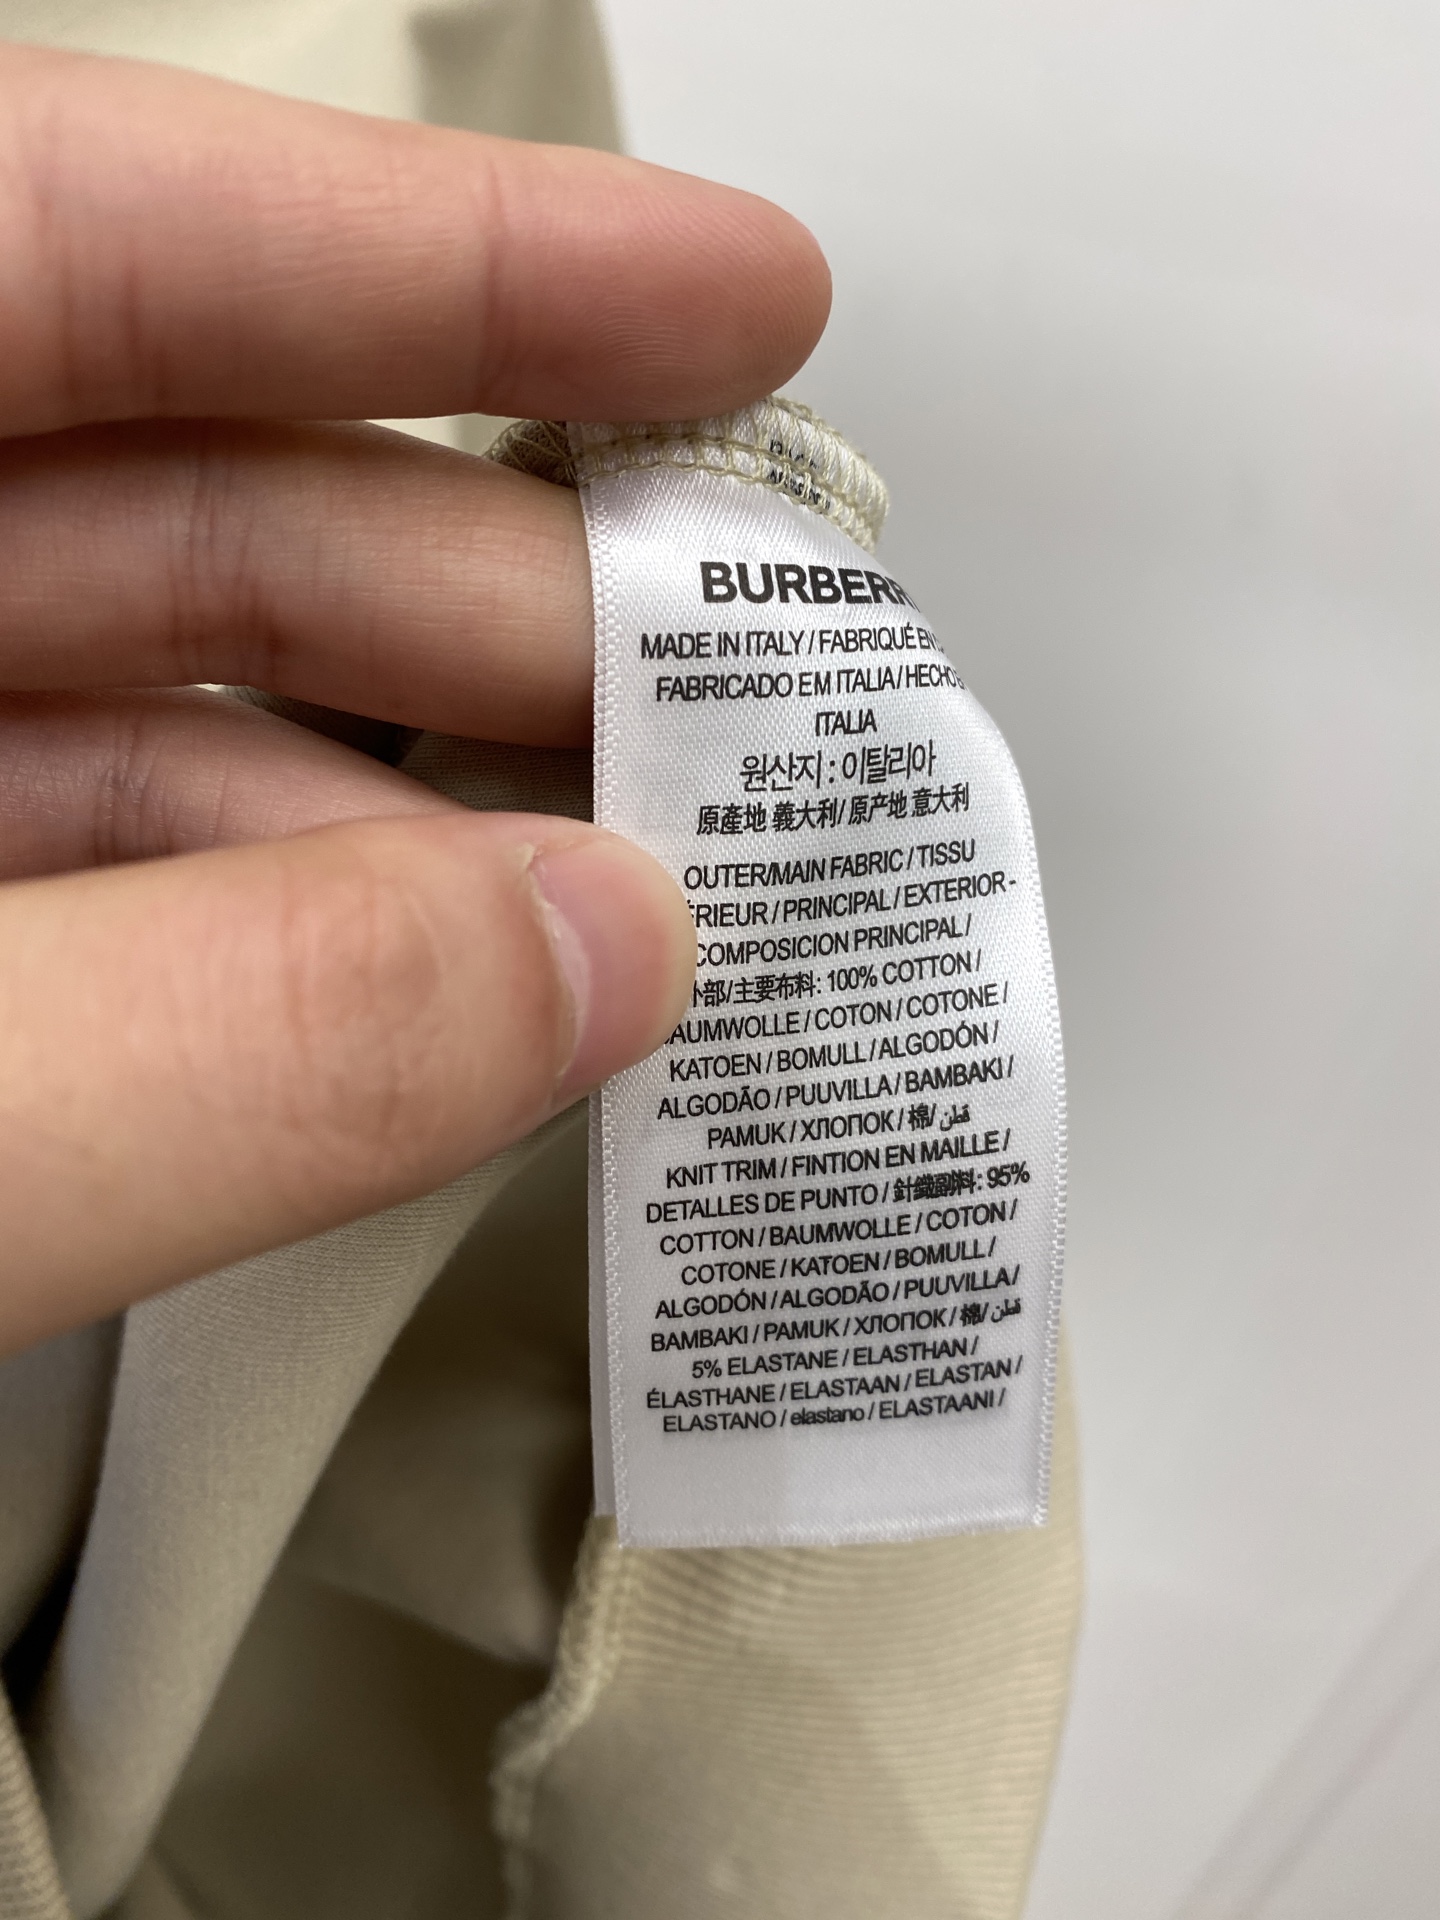 BURBERRY
MADE IN ITALY / FABRIQUÉ EN
FABRICADO EM ITALIA / HECHO E
ITALIA
원산지 : 이탈리아
原產地 義大利/ 原产地 意大利
OUTER/MAIN FABRIC / TISSU
ÉRIEUR / PRINCIPAL / EXTERIOR -
COMPOSICION PRINCIPAL /
外部/主要布料: 100% COTTON /
AUMWOLLE / COTON / COTONE /
KATOEN / BOMULL / ALGODÓN /
ALGODÃO / PUUVILLA / BAMBAKI /
PAMUK / ХЛОПОК / 棉/ قطن
KNIT TRIM / FINTION EN MAILLE /
DETALLES DE PUNTO / 針織副料: 95%
COTTON / BAUMWOLLE / COTON /
COTONE / KATOEN / BOMULL /
ALGODÓN / ALGODÃO / PUUVILLA /
BAMBAKI / PAMUK / ХЛОПОК / 棉/ قطن
5% ELASTANE / ELASTHAN /
ÉLASTHANE / ELASTAAN / ELASTAN /
ELASTANO / elastano / ELASTAANI /